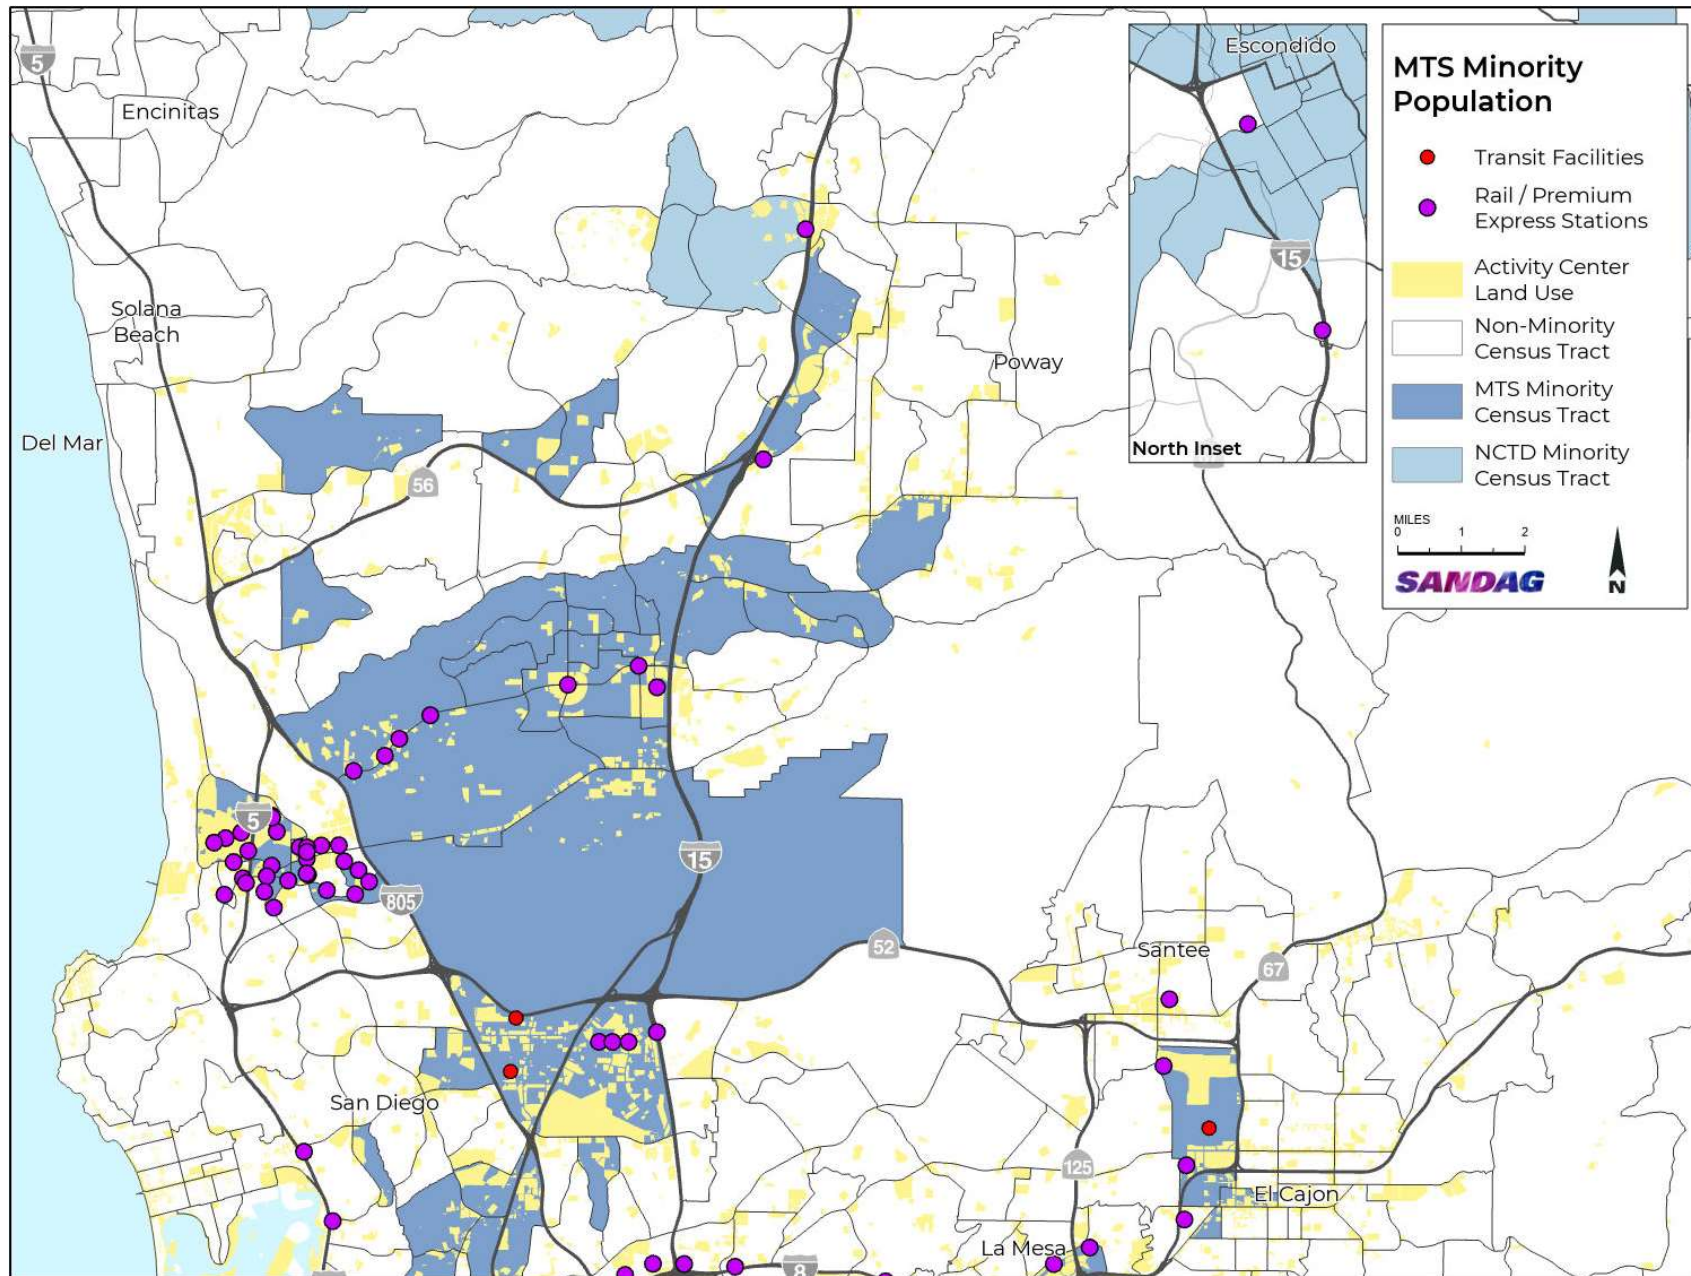 5
Encinitas
Escondido
MTS Minority
Population
Transit Facilities
Rail / Premium
Express Stations
15
Activity Center
Land Use
Solana
Beach
Non-Minority
Census Tract
Poway
MTS Minority
Census Tract
Del Mar
North Inset
NCTD Minority
Census Tract
56
MILES
0 1 2
SANDAG
N
5
15
805
52
Santee
67
San Diego
125
El Cajon
La Mesa
8